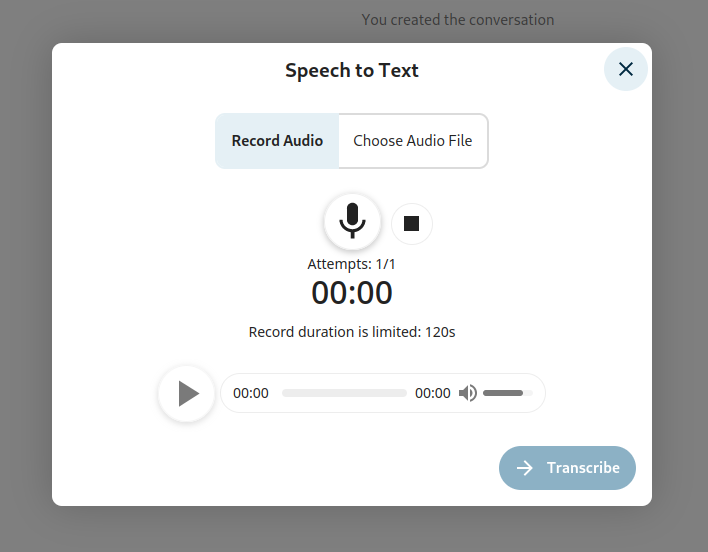 You created the conversation
Speech to Text
Record Audio Choose Audio File
Attempts: 1/1
00:00
Record duration is limited: 120s
00:00 00:00
Transcribe